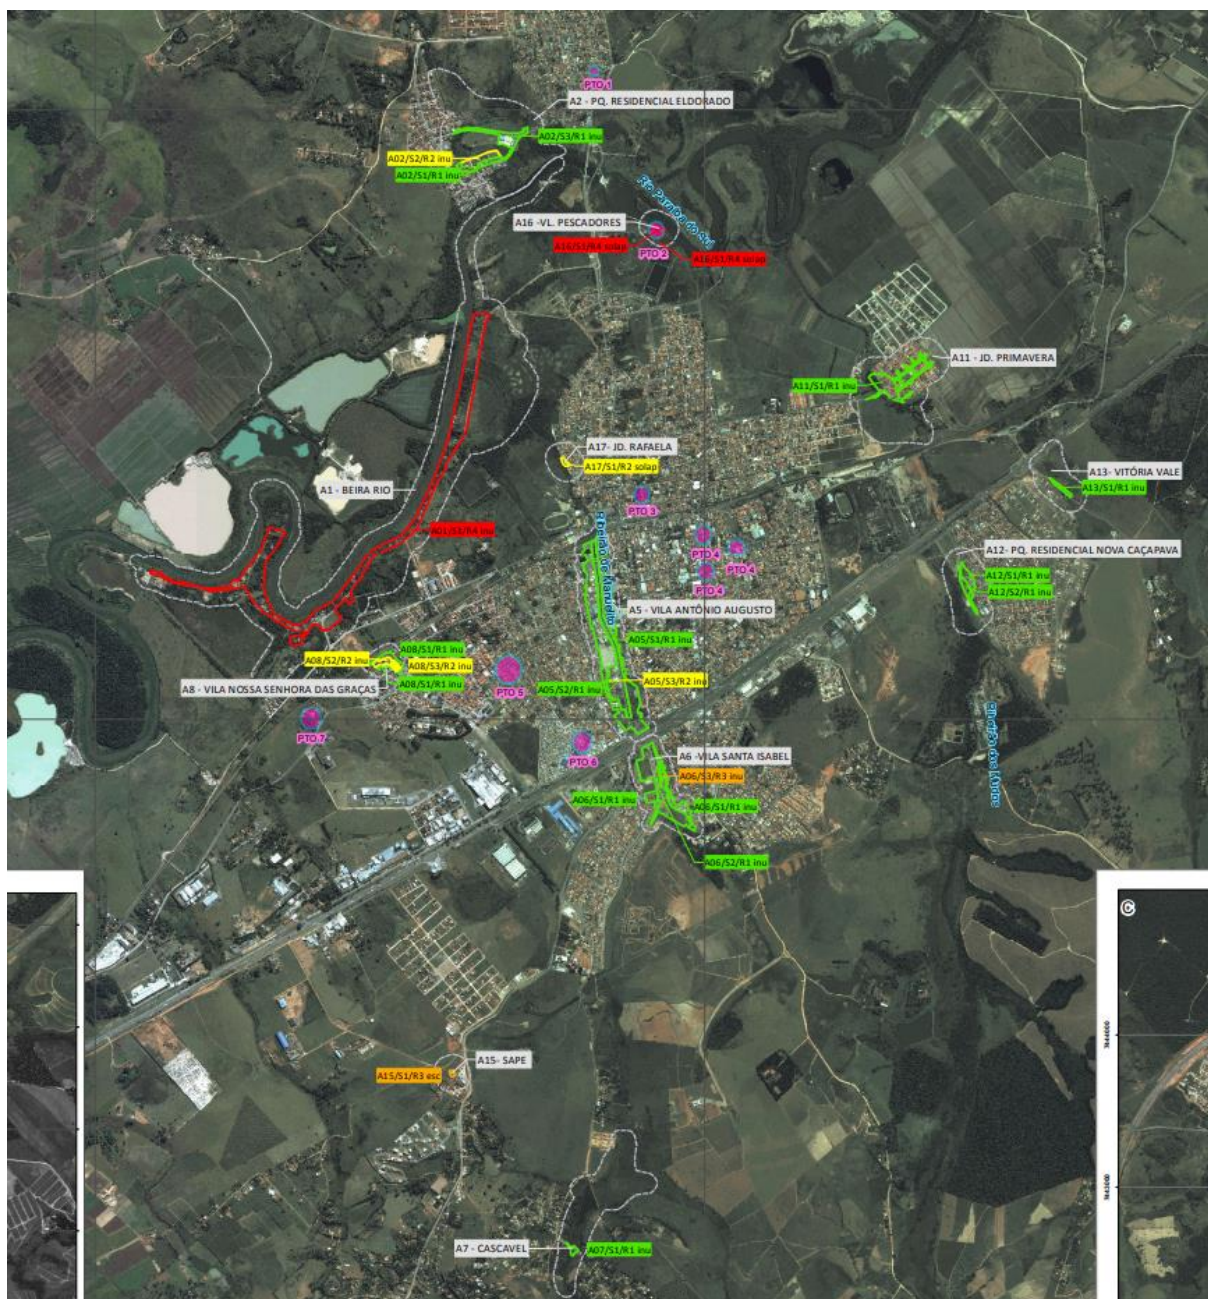 PTO 1
A2 - PQ. RESIDENCIAL ELDORADO
A02/S3/R1 inu
A02/S2/R2 inu
A02/S1/R1 inu
Rio Paraíba do Sul
A16 -VL. PESCADORES
A16/S1/R4 solap
PTO 2
A16/S1/R4 solap
A11 - JD. PRIMAVERA
A11/S1/R1 inu
A17- JD. RAFAELA
A17/S1/R2 solap
A13- VITÓRIA VALE
A13/S1/R1 inu
A1 - BEIRA RIO
PTO 3
A01/S3/R4 inu
Ribeirão do Manudito
PTO 4
PTO 4
PTO 4
A12- PQ. RESIDENCIAL NOVA CAÇAPAVA
A12/S1/R1 inu
A12/S2/R1 inu
A5 - VILA ANTÔNIO AUGUSTO
A05/S1/R1 inu
A08/S1/R1 inu
A08/S2/R2 inu
A08/S3/R2 inu
A08/S1/R1 inu
A8 - VILA NOSSA SENHORA DAS GRAÇAS
PTO 5
A05/S3/R2 inu
A05/S2/R1 inu
PTO 7
PTO 6
A6 -VILA SANTA ISABEL
A06/S3/R3 inu
A06/S1/R1 inu
A06/S1/R1 inu
A06/S2/R1 inu
A15- SAPE
A15/S1/R3 esc
A7 - CASCAVEL
A07/S1/R1 inu
C
7444000
7443000